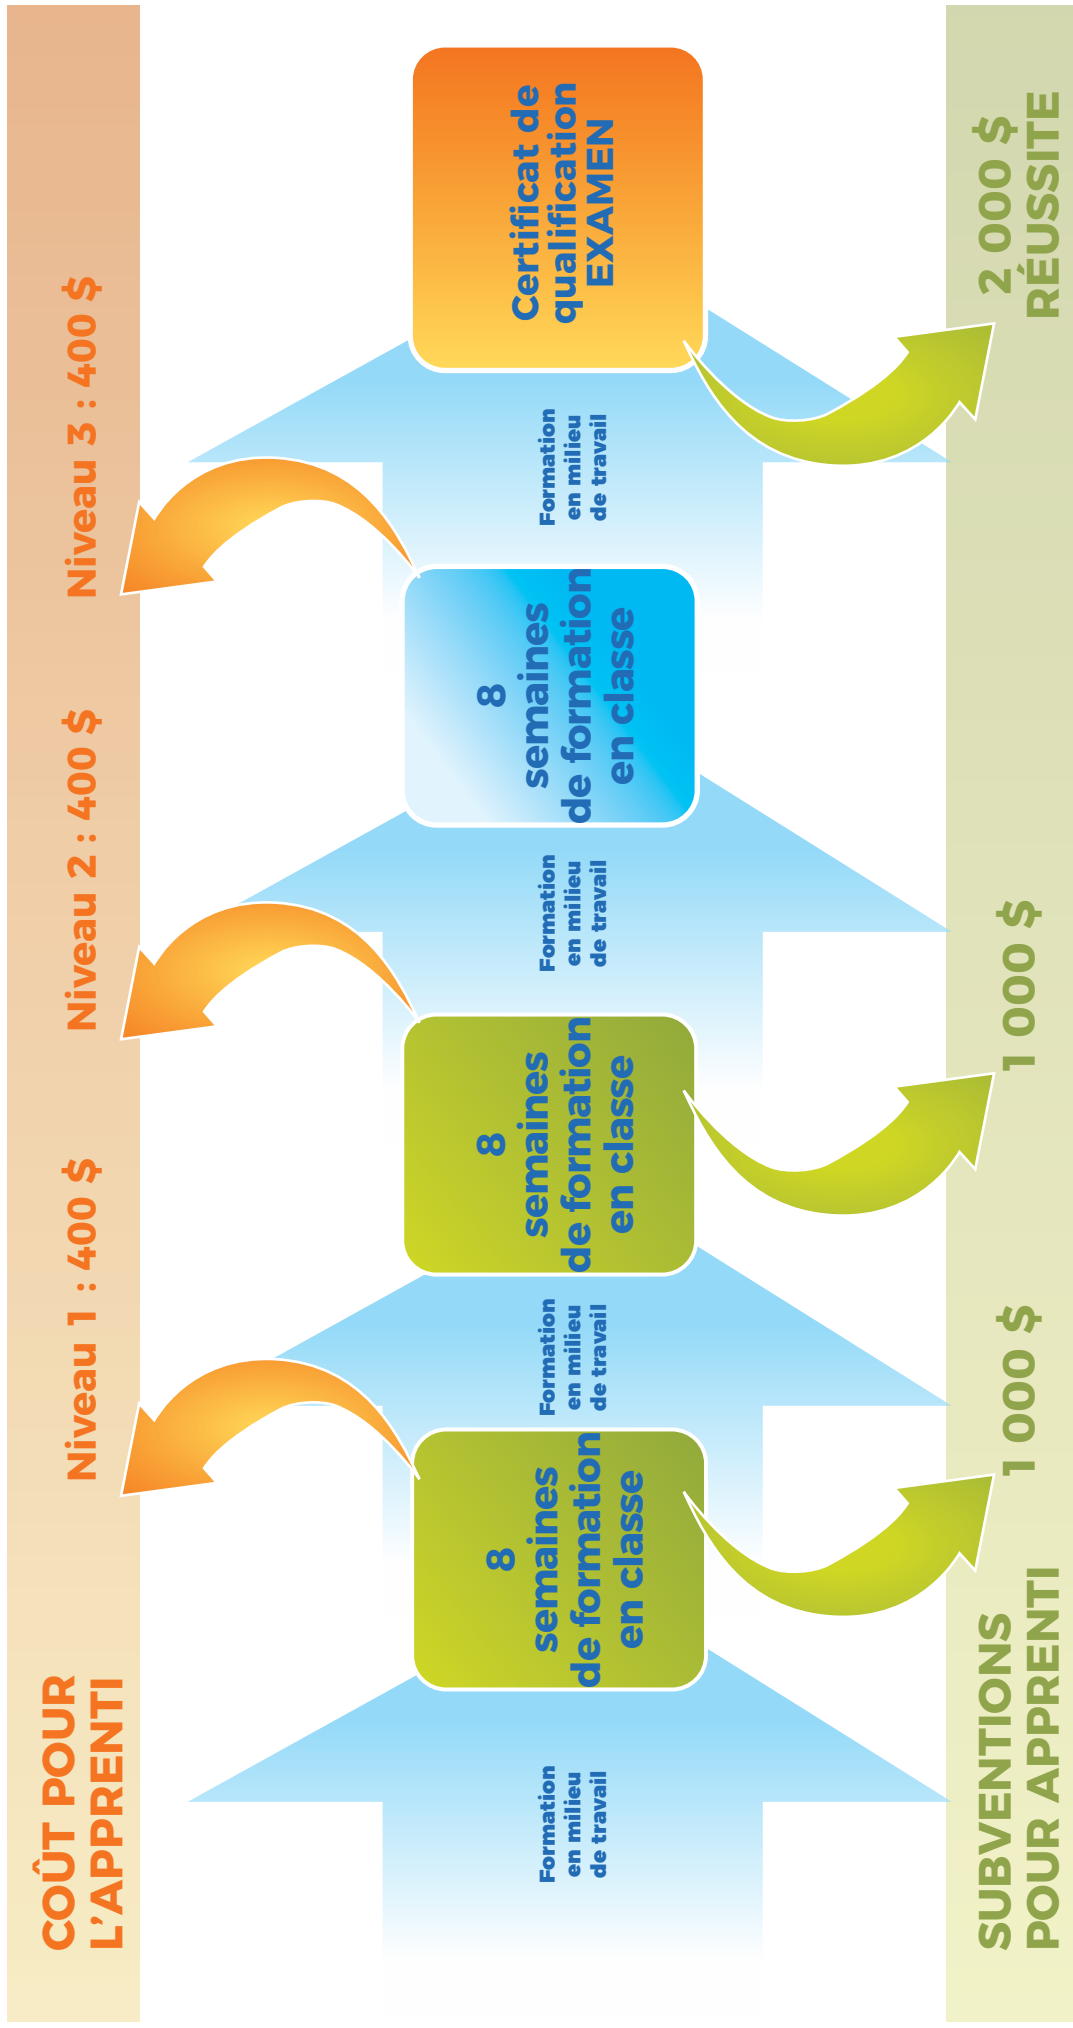 COÛT POUR
L’APPRENTI
Niveau 1 : 400 $
Niveau 2 : 400 $
Niveau 3 : 400 $
Formation
en milieu
de travail
8
semaines
de formation
en classe
Formation
en milieu
de travail
8
semaines
de formation
en classe
Formation
en milieu
de travail
8
semaines
de formation
en classe
Formation
en milieu
de travail
Certificat de
qualification
EXAMEN
SUBVENTIONS
POUR APPRENTI
1 000 $
1 000 $
2 000 $
RÉUSSITE